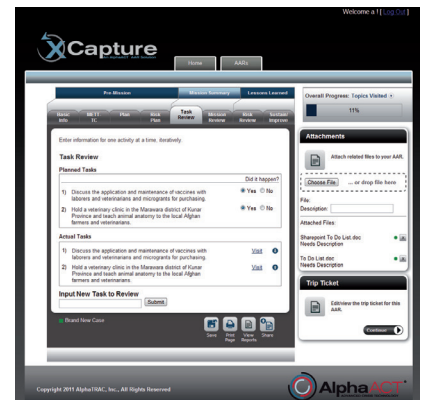 Welcome a ! [ Log Out ]
XCapture
Home
AARs
Pre-Mission
Mission Summary
Lessons Learned
Basic Info
METT TC
Plan
Risk Plan
Task Review
Mission Review
Risk Review
Sustain/ Improve
Enter information for one activity at a time, iteratively.
Task Review
Planned Tasks
Did it happen?
1) Discuss the application and maintenance of vaccines with
laborers and veterinarians and microgrants for purchasing.
Yes No
2) Hold a veterinary clinic in the Marawara district of Kunar
Province and teach animal anatomy to the local Afghan
farmers and veterinarians.
Yes No
Actual Tasks
1) Discuss the application and maintenance of vaccines with
laborers and veterinarians and microgrants for purchasing.
Visit
2) Hold a veterinary clinic in the Marawara district of Kunar
Province and teach animal anatomy to the local Afghan
farmers and veterinarians.
Visit
Input New Task to Review
Submit
Brand New Case
Save
Print Page
View Reports
Share
Overall Progress: Topics Visited
11%
Attachments
Attach related files to your AAR.
Choose File
... or drop file here
File:
Description:
Attached Files:
Sharepoint To Do List.doc
Needs Description
To Do List.doc
Needs Description
Trip Ticket
Edit/view the trip ticket for this
AAR.
Continue
Copyright 2011 AlphaTRAC, Inc., All Rights Reserved
AlphaACT